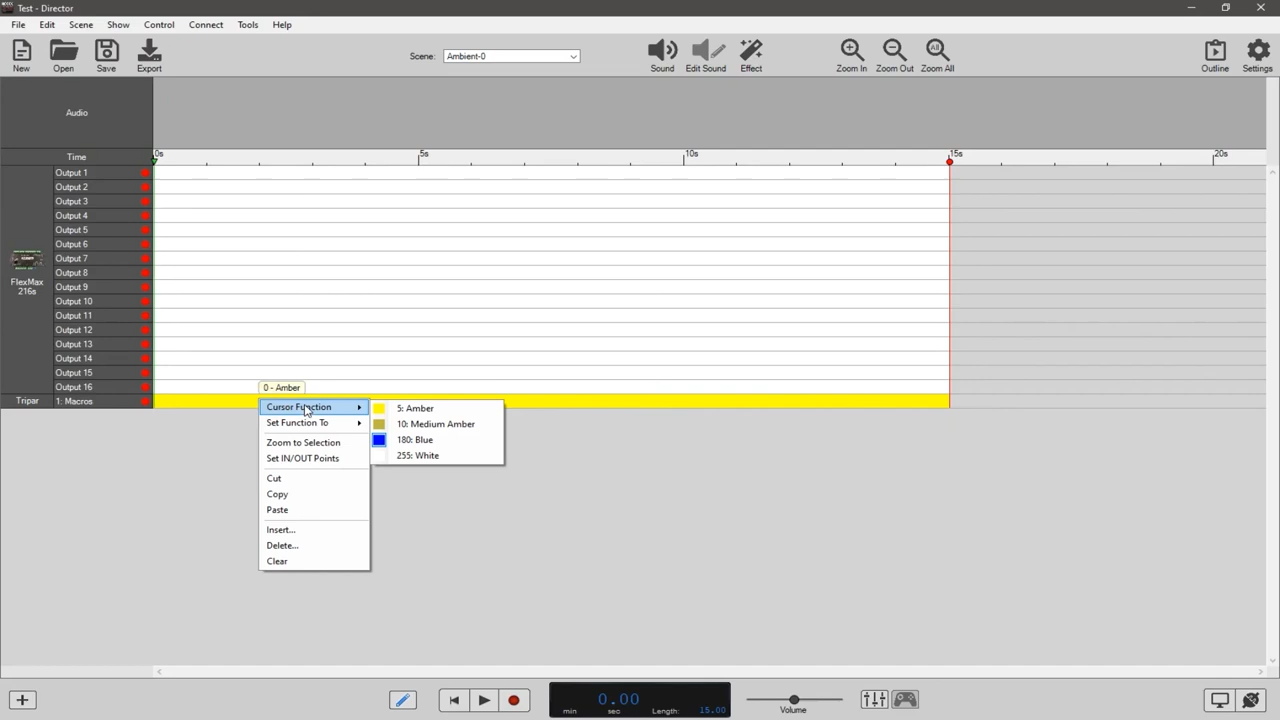 Test - Director
File Edit Scene Show Control Connect Tools Help
New Open Save Export Scene: Ambient-0 Sound Edit Sound Effect Zoom In Zoom Out All Zoom All Outline Settings
Audio
Time 0s 5s 10s 15s 20s
Output 1
Output 2
Output 3
Output 4
Output 5
Output 6
Output 7
Output 8
Output 9
Output 10
Output 11
Output 12
Output 13
Output 14
Output 15
Output 16
FlexMax
216s
Tripar 1: Macros
0 - Amber
Cursor Function
Set Function To
Zoom to Selection
Set IN/OUT Points
Cut
Copy
Paste
Insert...
Delete...
Clear
5: Amber
10: Medium Amber
180: Blue
255: White
0.00
min sec Length: 15.00
Volume